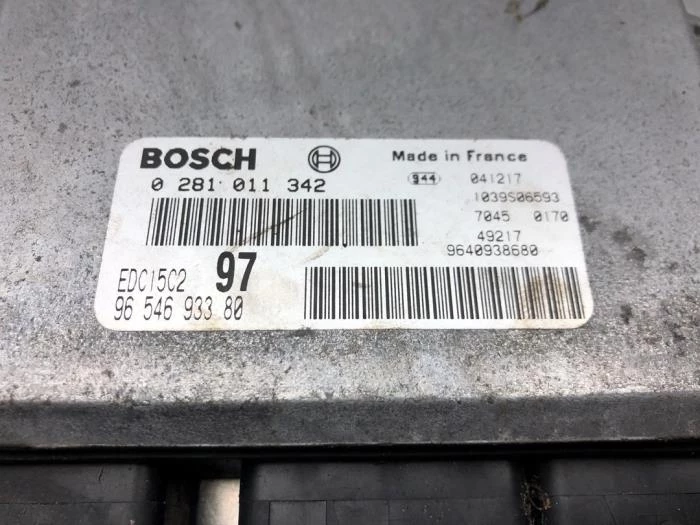 BOSCH Made in France
0 281 011 342 944 041217
1039S06593
7045 0170
49217
9640938680
EDC15C2 97
96 546 933 80